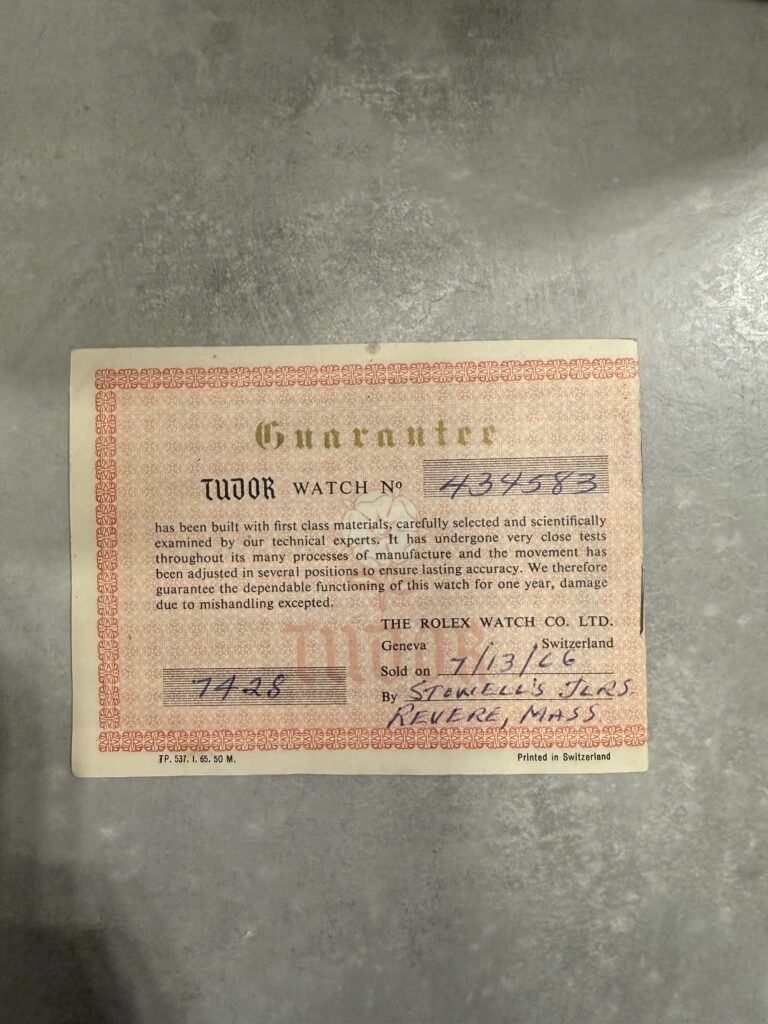 Guarantee
TUDOR WATCH No 434583
has been built with first class materials, carefully selected and scientifically
examined by our technical experts. It has undergone very close tests
throughout its many processes of manufacture and the movement has
been adjusted in several positions to ensure lasting accuracy. We therefore
guarantee the dependable functioning of this watch for one year, damage
due to mishandling excepted.
TUDOR
THE ROLEX WATCH CO. LTD.
Geneva Switzerland
Sold on 7/13/66
7428
By STOWELL'S JLRS.
REVERE, MASS
TP. 537. I. 65. 50 M. Printed in Switzerland